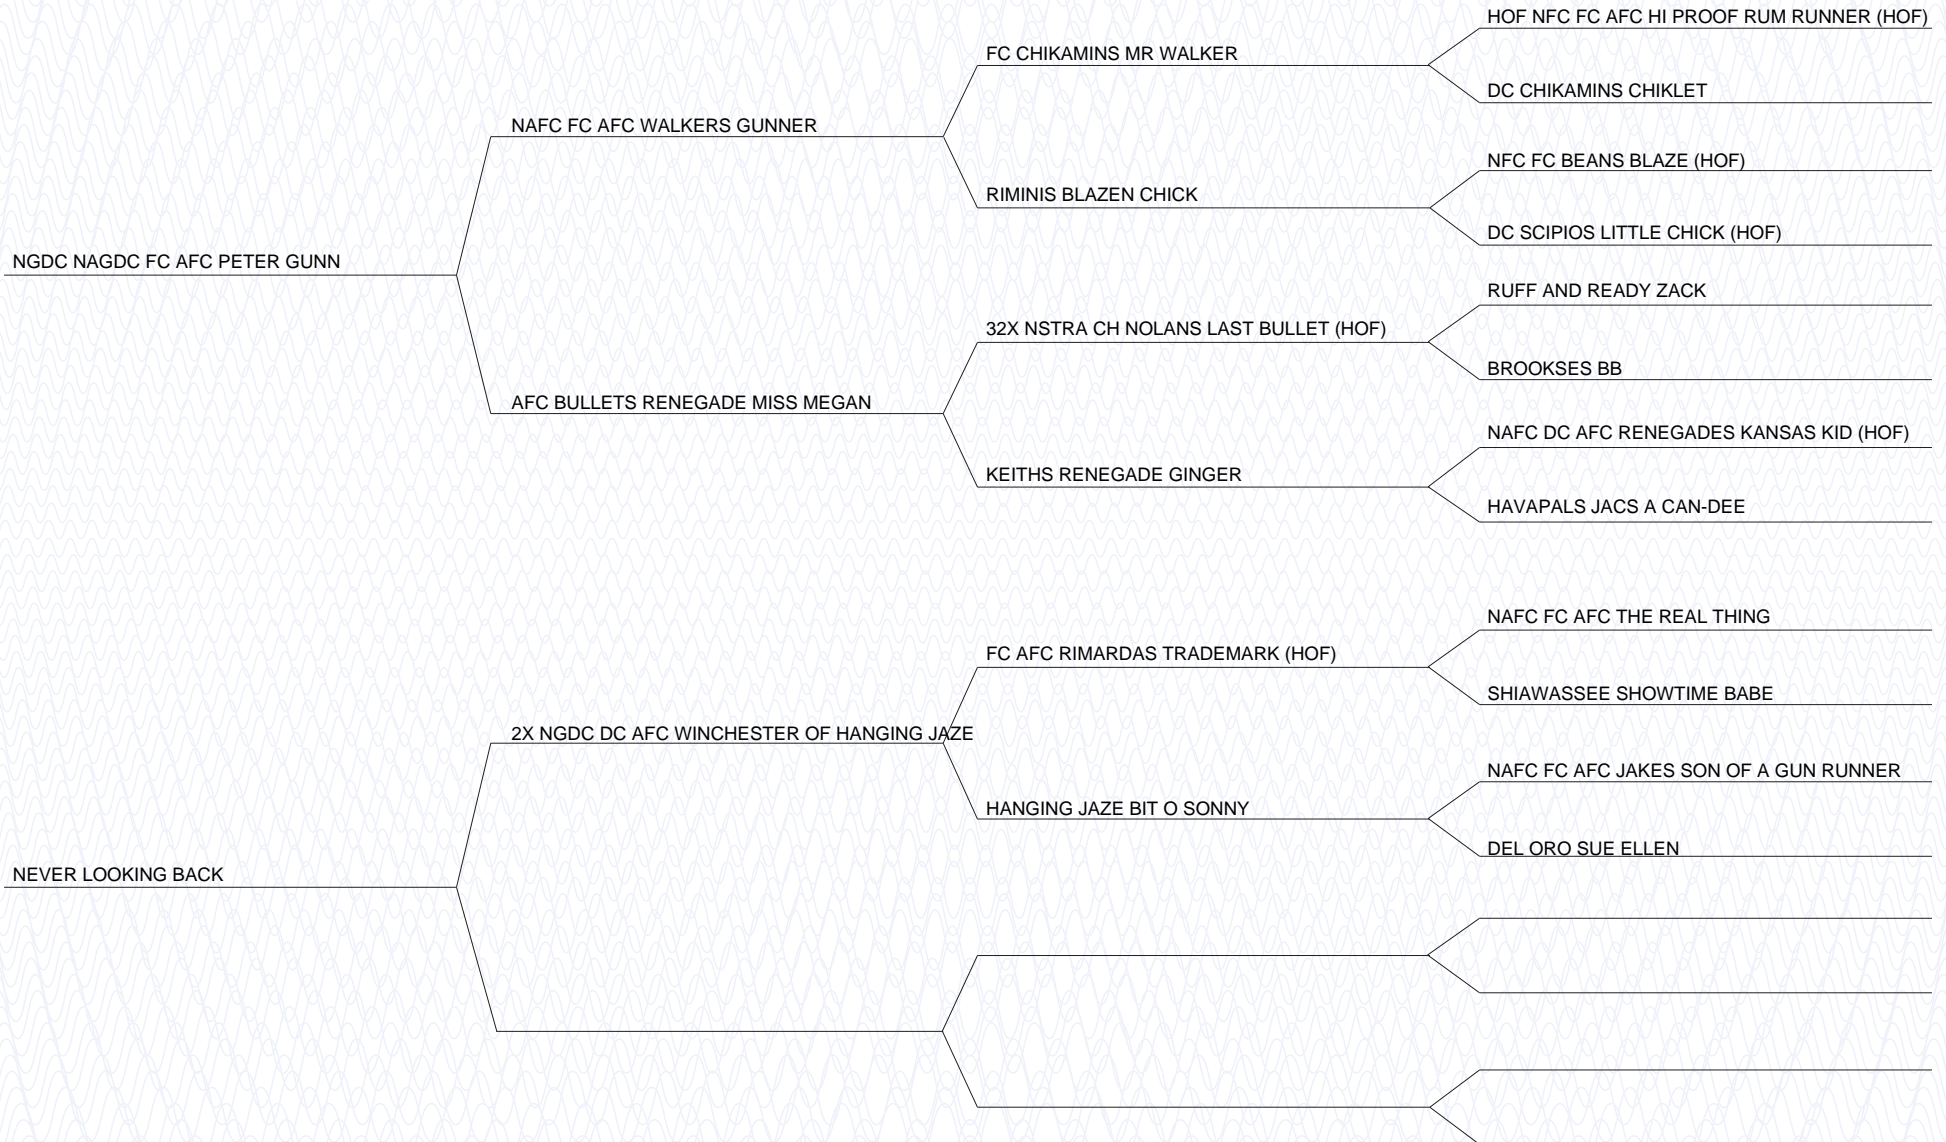 HOF NFC FC AFC HI PROOF RUM RUNNER (HOF)
FC CHIKAMINS MR WALKER
DC CHIKAMINS CHIKLET
NAFC FC AFC WALKERS GUNNER
NFC FC BEANS BLAZE (HOF)
RIMINIS BLAZEN CHICK
DC SCIPIOS LITTLE CHICK (HOF)
NGDC NAGDC FC AFC PETER GUNN
RUFF AND READY ZACK
32X NSTRA CH NOLANS LAST BULLET (HOF)
BROOKSES BB
AFC BULLETS RENEGADE MISS MEGAN
NAFC DC AFC RENEGADES KANSAS KID (HOF)
KEITHS RENEGADE GINGER
HAVAPALS JACS A CAN-DEE
NAFC FC AFC THE REAL THING
FC AFC RIMARDAS TRADEMARK (HOF)
SHIAWASSEE SHOWTIME BABE
2X NGDC DC AFC WINCHESTER OF HANGING JAZE
NAFC FC AFC JAKES SON OF A GUN RUNNER
HANGING JAZE BIT O SONNY
DEL ORO SUE ELLEN
NEVER LOOKING BACK